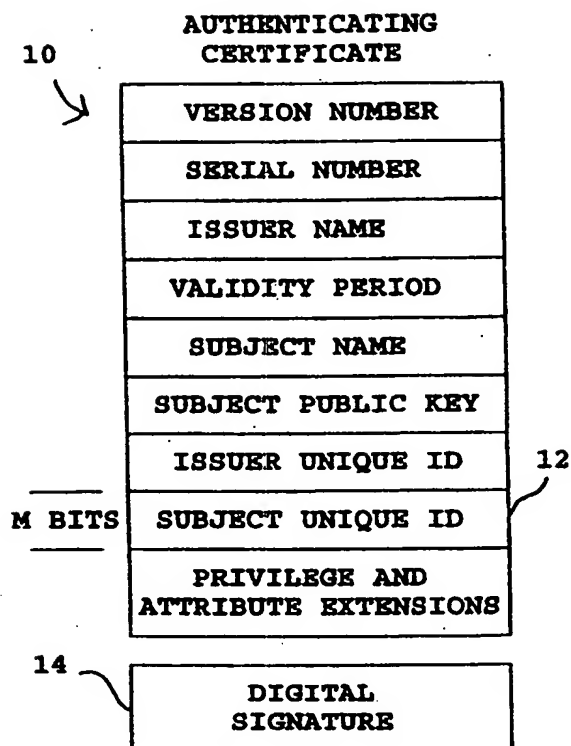 AUTHENTICATING
CERTIFICATE
10
VERSION NUMBER
SERIAL NUMBER
ISSUER NAME
VALIDITY PERIOD
SUBJECT NAME
SUBJECT PUBLIC KEY
ISSUER UNIQUE ID
12
M BITS
SUBJECT UNIQUE ID
PRIVILEGE AND
ATTRIBUTE EXTENSIONS
14
DIGITAL
SIGNATURE